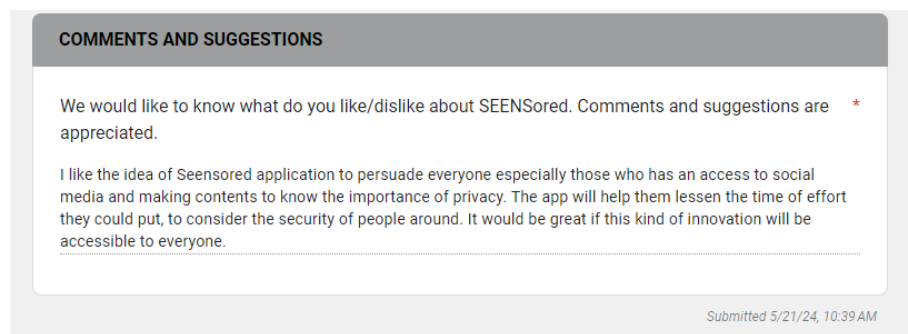 COMMENTS AND SUGGESTIONS
We would like to know what do you like/dislike about SEENSored. Comments and suggestions are *
appreciated.
I like the idea of Seensored application to persuade everyone especially those who has an access to social
media and making contents to know the importance of privacy. The app will help them lessen the time of effort
they could put, to consider the security of people around. It would be great if this kind of innovation will be
accessible to everyone.
Submitted 5/21/24, 10:39 AM